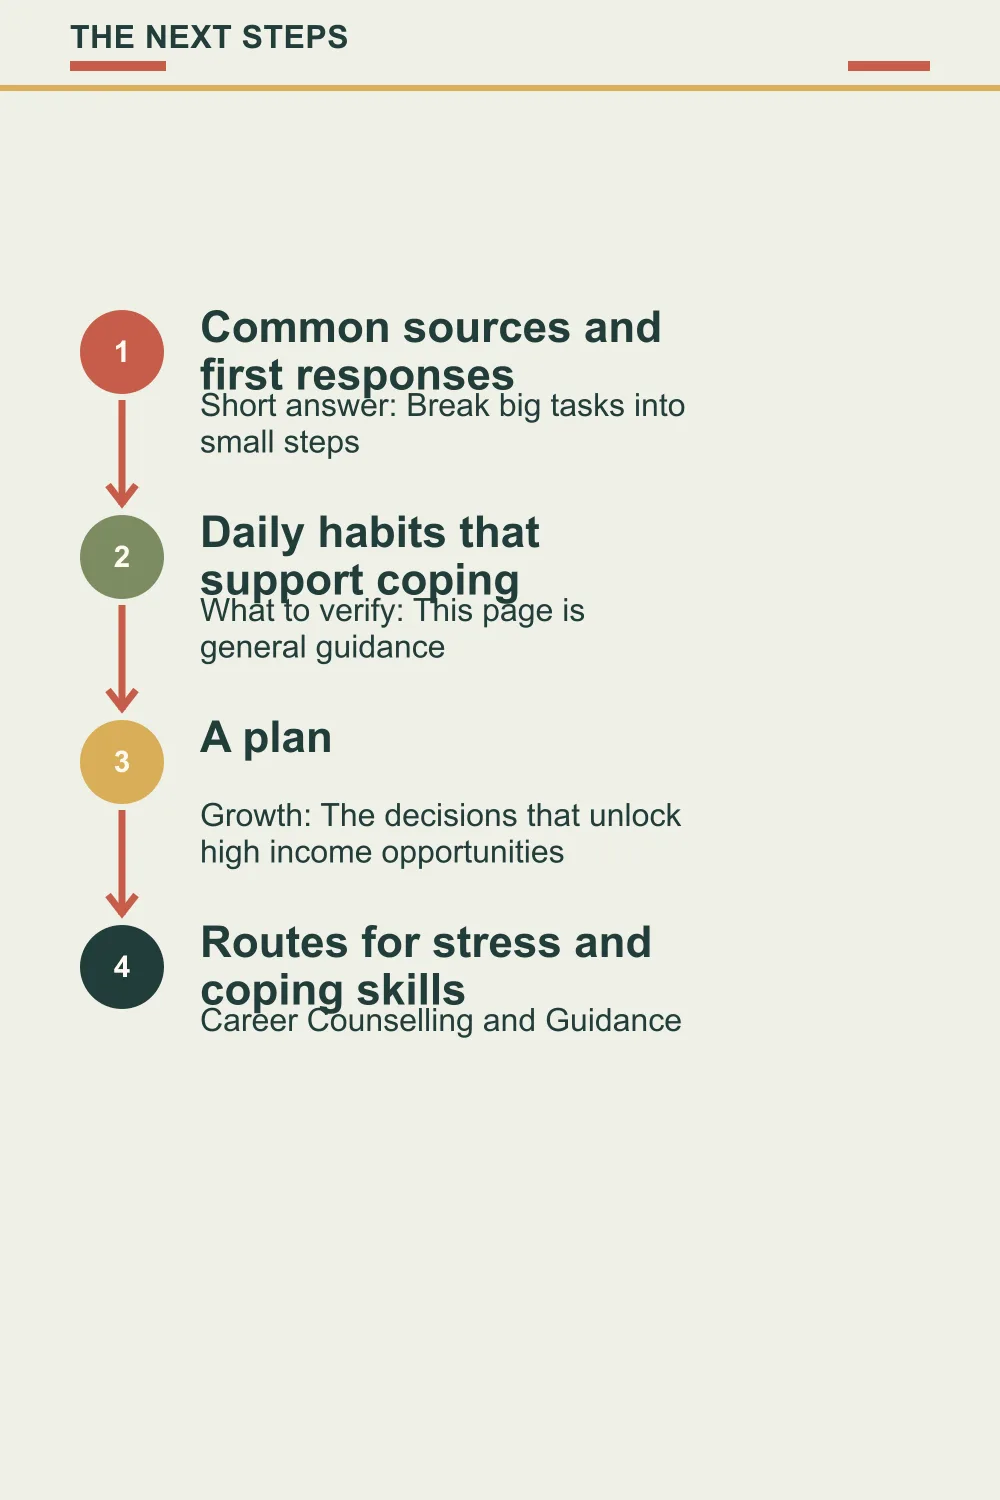 THE NEXT STEPS
1
Common sources and
first responses
Short answer: Break big tasks into
small steps
2
Daily habits that
support coping
What to verify: This page is
general guidance
3
A plan
Growth: The decisions that unlock
high income opportunities
4
Routes for stress and
coping skills
Career Counselling and Guidance